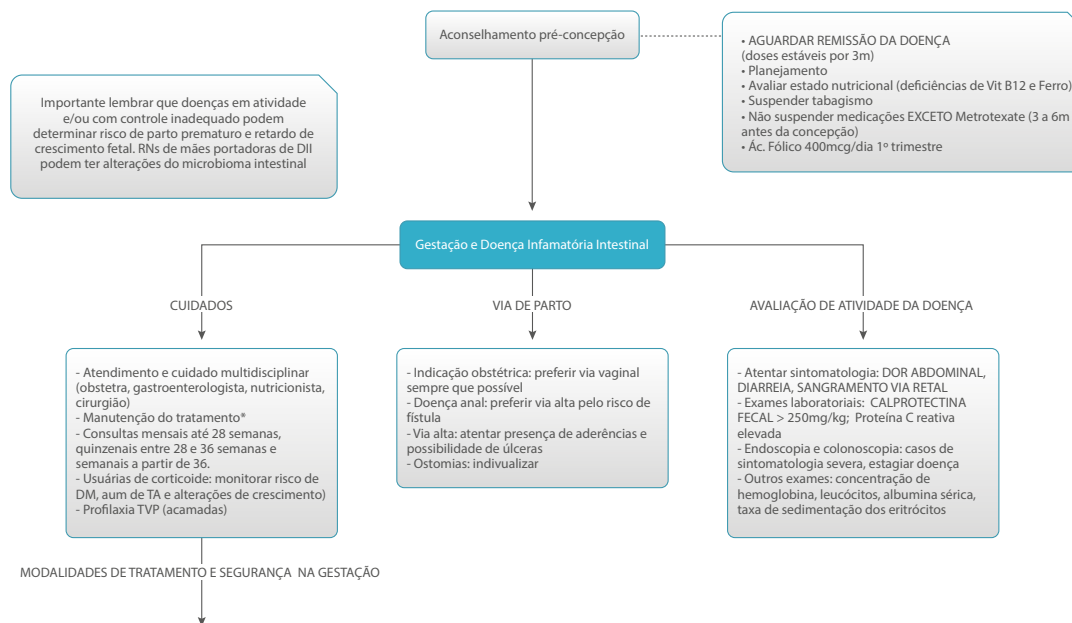 Aconselhamento pré-concepção
• AGUARDAR REMISSÃO DA DOENÇA
(doses estáveis por 3m)
• Planejamento
• Avaliar estado nutricional (deficiências de Vit B12 e Ferro)
• Suspender tabagismo
• Não suspender medicações EXCETO Metrotexate (3 a 6m
antes da concepção)
• Ác. Fólico 400mcg/dia 1º trimestre
Importante lembrar que doenças em atividade
e/ou com controle inadequado podem
determinar risco de parto prematuro e retardo de
crescimento fetal. RNs de mães portadoras de DII
podem ter alterações do microbioma intestinal
Gestação e Doença Infamatória Intestinal
CUIDADOS
- Atendimento e cuidado multidisciplinar
(obstetra, gastroenterologista, nutricionista,
cirurgião)
- Manutenção do tratamento*
- Consultas mensais até 28 semanas,
quinzenais entre 28 e 36 semanas e
semanais a partir de 36.
- Usuárias de corticoide: monitorar risco de
DM, aum de TA e alterações de crescimento)
- Profilaxia TVP (acamadas)
VIA DE PARTO
- Indicação obstétrica: preferir via vaginal
sempre que possível
- Doença anal: preferir via alta pelo risco de
fístula
- Via alta: atentar presença de aderências e
possibilidade de úlceras
- Ostomias: indivualizar
AVALIAÇÃO DE ATIVIDADE DA DOENÇA
- Atentar sintomatologia: DOR ABDOMINAL,
DIARREIA, SANGRAMENTO VIA RETAL
- Exames laboratoriais: CALPROTECTINA
FECAL > 250mg/kg; Proteína C reativa
elevada
- Endoscopia e colonoscopia: casos de
sintomatologia severa, estagiar doença
- Outros exames: concentração de
hemoglobina, leucócitos, albumina sérica,
taxa de sedimentação dos eritrócitos
MODALIDADES DE TRATAMENTO E SEGURANÇA NA GESTAÇÃO